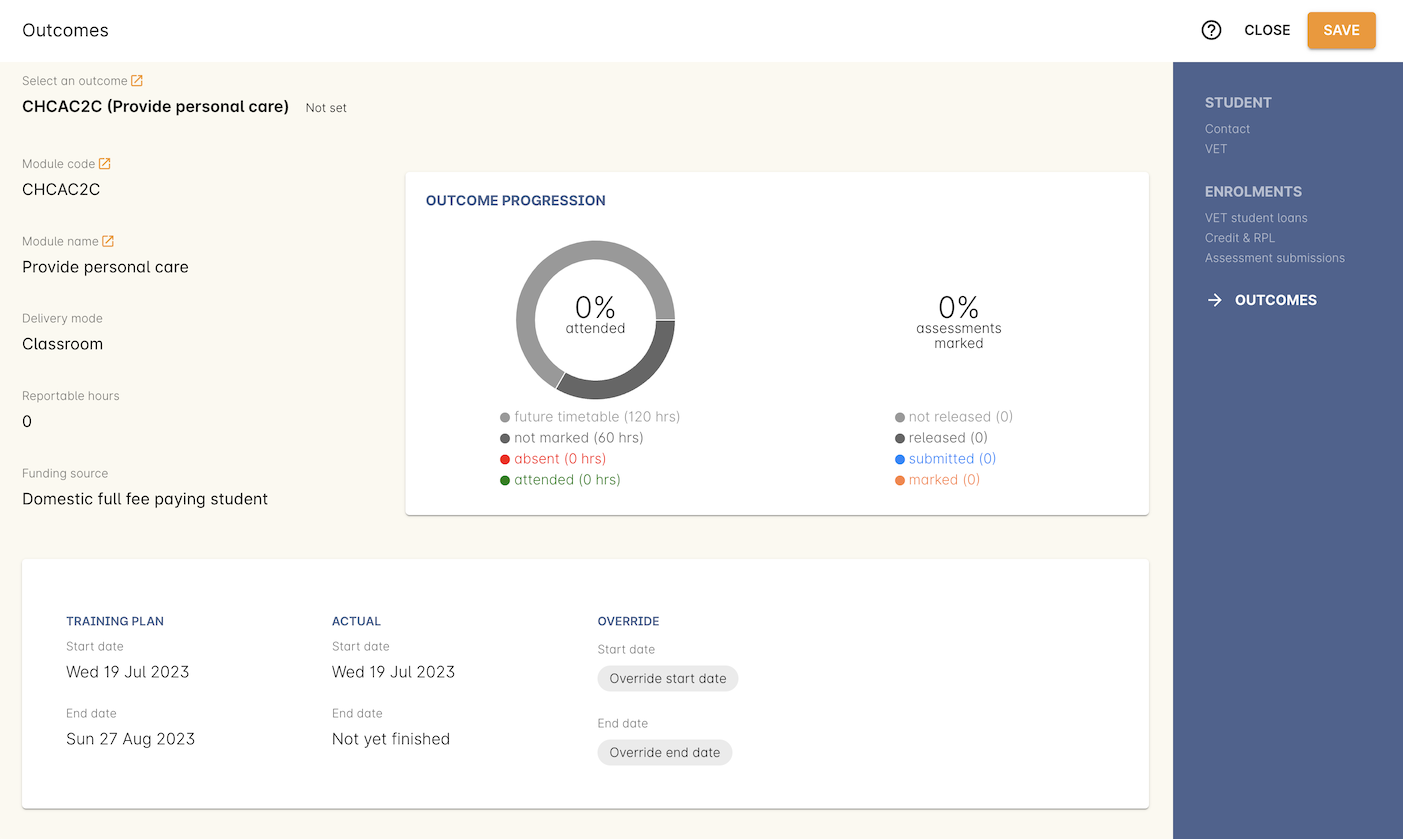 Outcomes
CLOSE
SAVE
Select an outcome
CHCAC2C (Provide personal care) Not set
Module code
CHCAC2C
Module name
Provide personal care
Delivery mode
Classroom
Reportable hours
0
Funding source
Domestic full fee paying student
OUTCOME PROGRESSION
0%
attended
future timetable (120 hrs)
not marked (60 hrs)
absent (0 hrs)
attended (0 hrs)
0%
assessments
marked
not released (0)
released (0)
submitted (0)
marked (0)
TRAINING PLAN
Start date
Wed 19 Jul 2023
End date
Sun 27 Aug 2023
ACTUAL
Start date
Wed 19 Jul 2023
End date
Not yet finished
OVERRIDE
Start date
Override start date
End date
Override end date
STUDENT
Contact
VET
ENROLMENTS
VET student loans
Credit & RPL
Assessment submissions
OUTCOMES